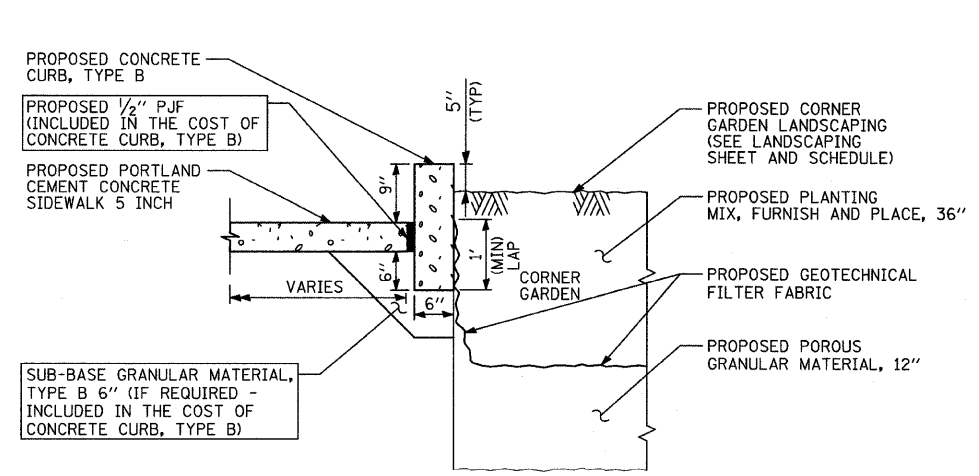 PROPOSED CONCRETE
CURB, TYPE B
PROPOSED 1/2" PJF
(INCLUDED IN THE COST OF
CONCRETE CURB, TYPE B)
PROPOSED PORTLAND
CEMENT CONCRETE
SIDEWALK 5 INCH
SUB-BASE GRANULAR MATERIAL,
TYPE B 6" (IF REQUIRED -
INCLUDED IN THE COST OF
CONCRETE CURB, TYPE B)
VARIES
9"
6"
6"
5"
(TYP)
1'
(MIN)
LAP
CORNER
GARDEN
PROPOSED CORNER
GARDEN LANDSCAPING
(SEE LANDSCAPING
SHEET AND SCHEDULE)
PROPOSED PLANTING
MIX, FURNISH AND PLACE, 36"
PROPOSED GEOTECHNICAL
FILTER FABRIC
PROPOSED POROUS
GRANULAR MATERIAL, 12"